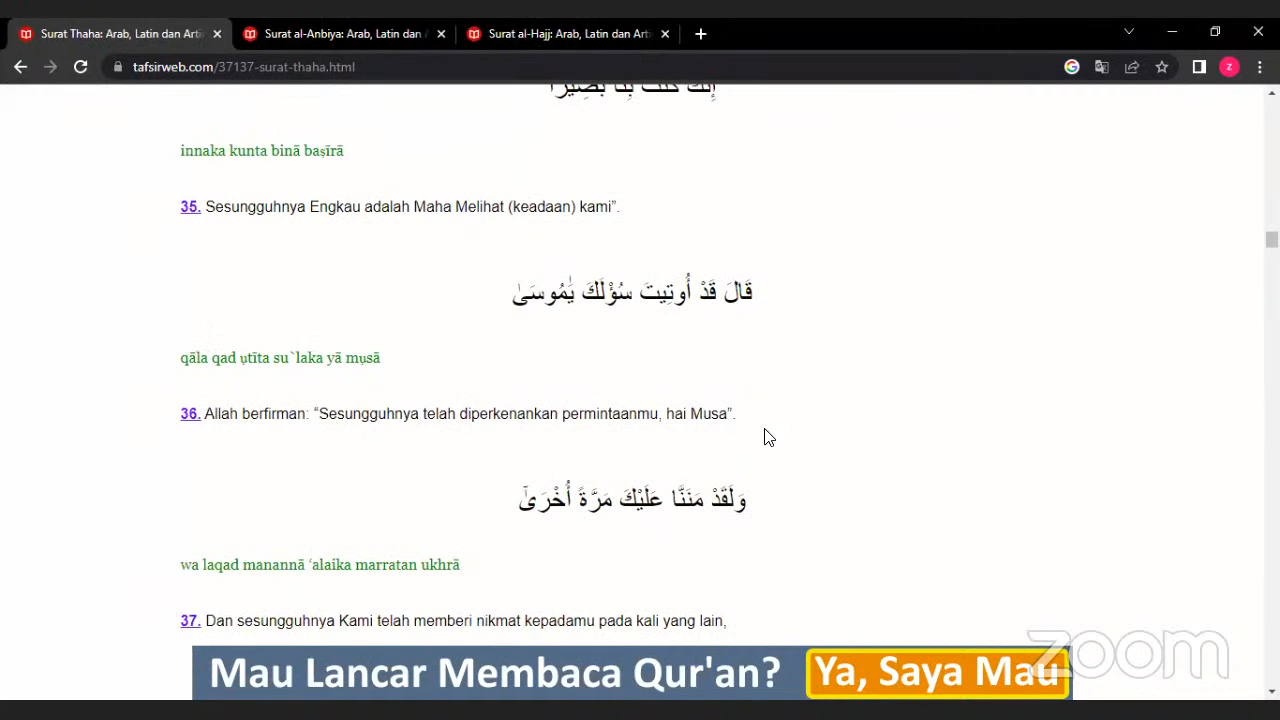 Surat Thaha: Arab, Latin dan Arti
Surat al-Anbiya: Arab, Latin dan
Surat al-Hajj: Arab, Latin dan Art
tafsirweb.com/37137-surat-thaha.html
z
إِنَّكَ كُنتَ بِنَا بَصِيرًا
innaka kunta binā baṣīrā
35. Sesungguhnya Engkau adalah Maha Melihat (keadaan) kami”.
قَالَ قَدْ أُوتِيتَ سُؤْلَكَ يَٰمُوسَىٰ
qāla qad ụtīta su`laka yā mụsā
36. Allah berfirman: “Sesungguhnya telah diperkenankan permintaanmu, hai Musa”.
وَلَقَدْ مَنَنَّا عَلَيْكَ مَرَّةً أُخْرَىٰٓ
wa laqad manannā ‘alaika marratan ukhrā
37. Dan sesungguhnya Kami telah memberi nikmat kepadamu pada kali yang lain,
Mau Lancar Membaca Qur'an? Ya, Saya Mau
zoom